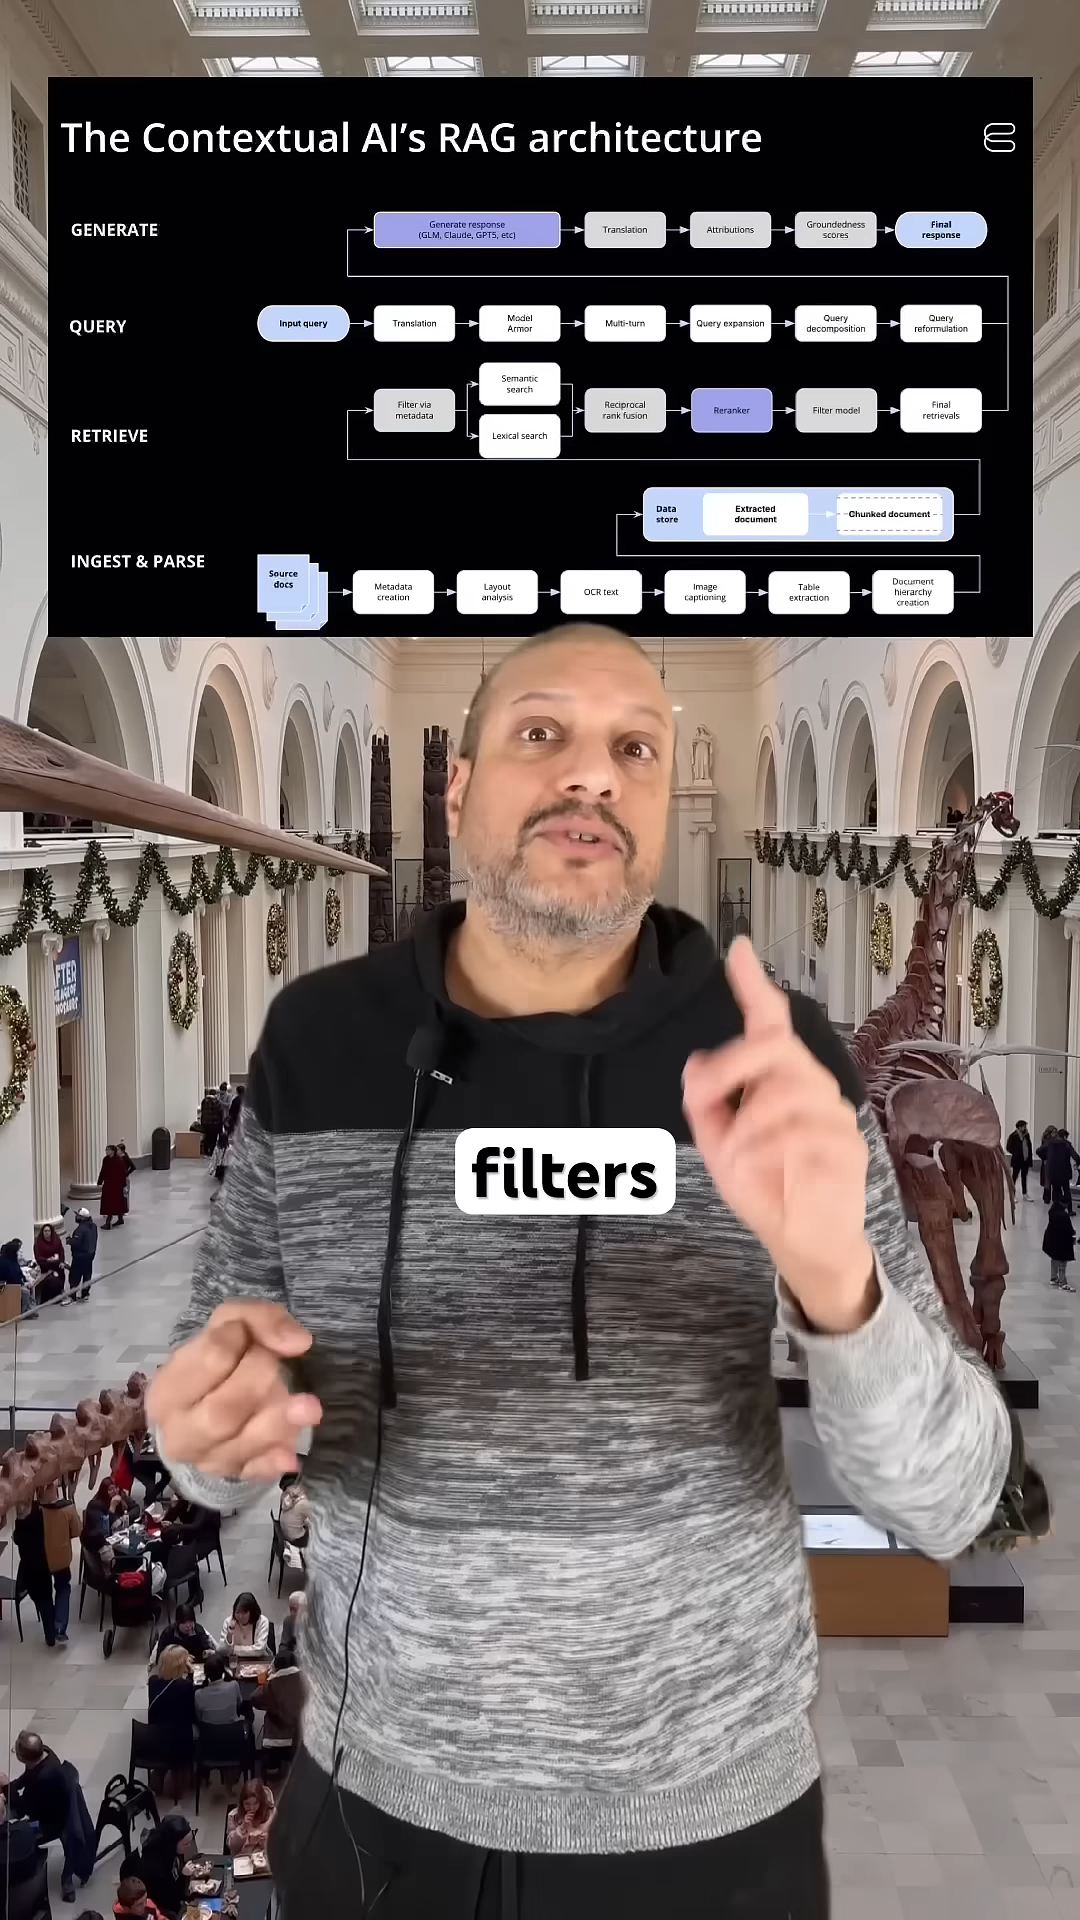 The Contextual AI's RAG architecture
GENERATE
Generate response
(GLM, Claude, GPT5, etc)
Translation
Attributions
Groundedness
scores
Final
response
QUERY
Input query
Translation
Model
Armor
Multi-turn
Query expansion
Query
decomposition
Query
reformulation
RETRIEVE
Filter via
metadata
Semantic
search
Lexical search
Reciprocal
rank fusion
Reranker
Filter model
Final
retrievals
Data
store
Extracted
document
Chunked document
INGEST & PARSE
Source
docs
Metadata
creation
Layout
analysis
OCR text
Image
captioning
Table
extraction
Document
hierarchy
creation
filters